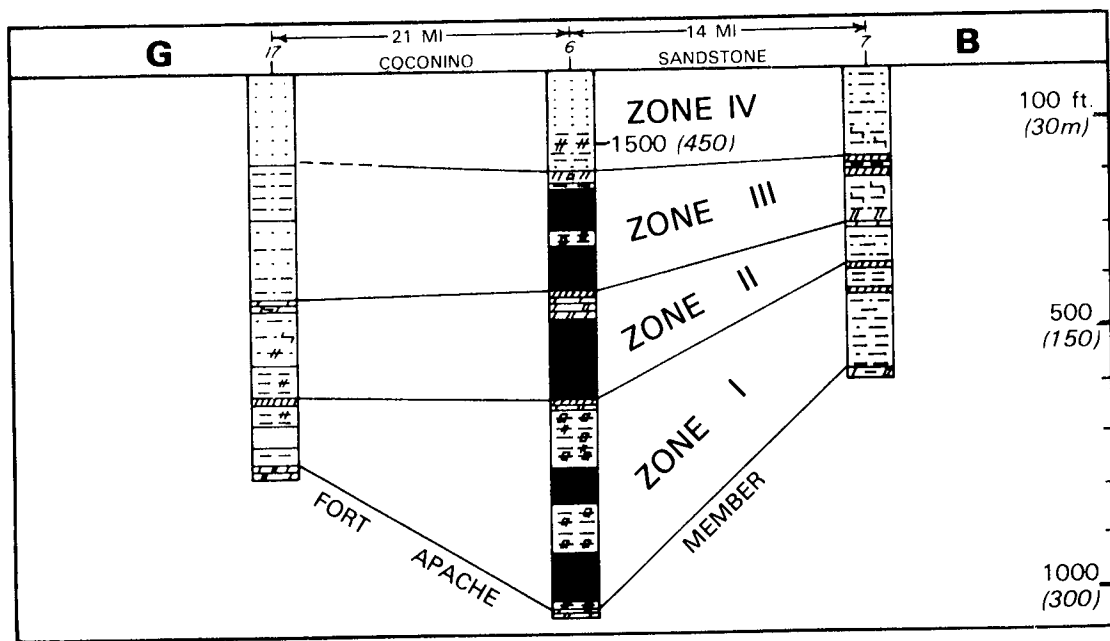 G
21 MI
14 MI
B
17
6
7
COCONINO
SANDSTONE
ZONE IV
1500 (450)
100 ft.
(30m)
ZONE III
ZONE II
500
(150)
ZONE I
FORT APACHE MEMBER
1000
(300)